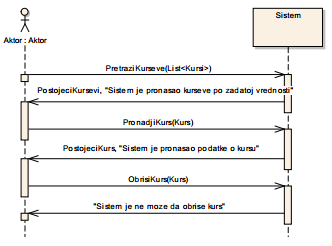 Sistem
Aktor : Aktor
PretraziKurseve(List<Kursi>)
PostojeciKursevi, "Sistem je pronasao kurseve po zadatoj vrednosti"
PronadjiKurs(Kurs)
PostojeciKurs, "Sistem je pronasao podatke o kursu"
ObrisiKurs(Kurs)
"Sistem je ne moze da obrise kurs"